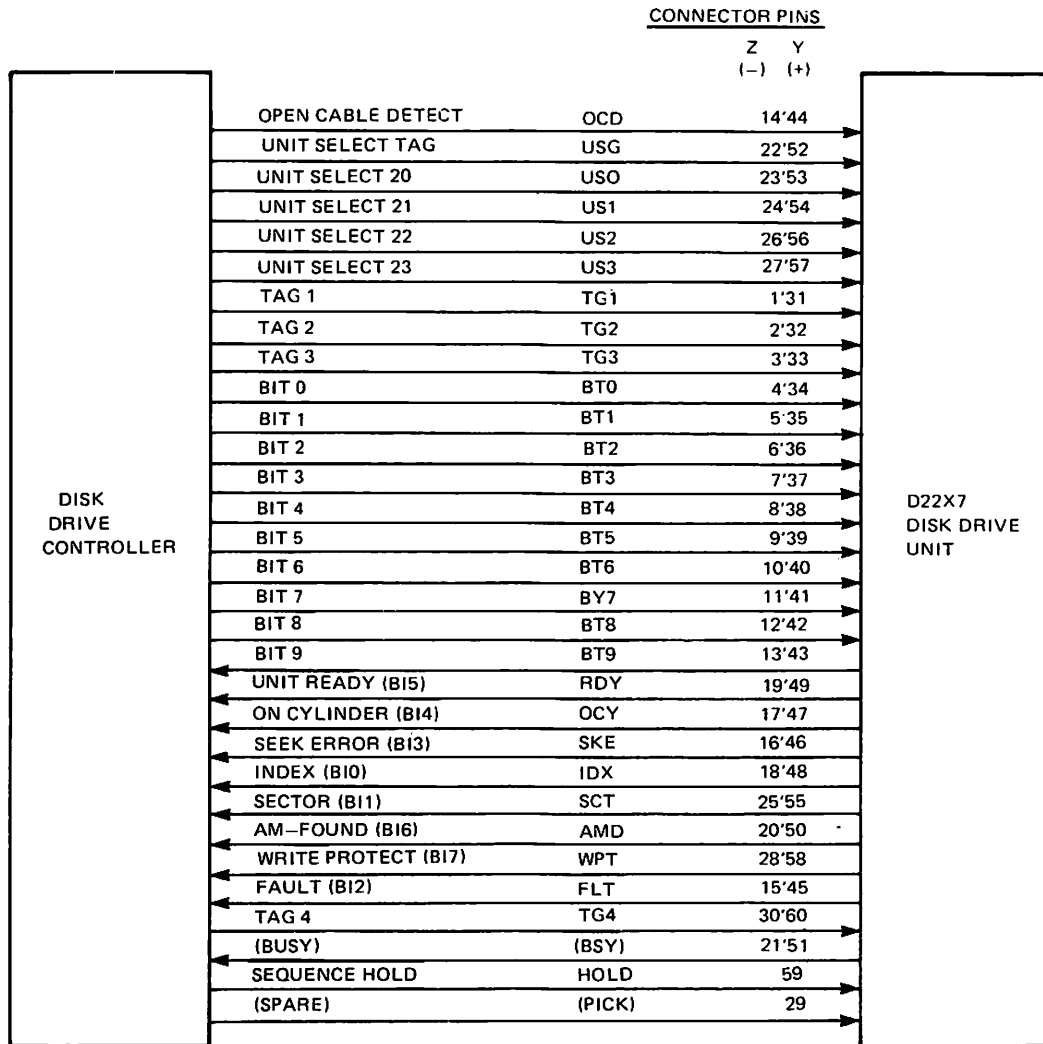 CONNECTOR PINS
Z Y
(−) (+)
OPEN CABLE DETECT OCD 14'44
UNIT SELECT TAG USG 22'52
UNIT SELECT 20 USO 23'53
UNIT SELECT 21 US1 24'54
UNIT SELECT 22 US2 26'56
UNIT SELECT 23 US3 27'57
TAG 1 TG1 1'31
TAG 2 TG2 2'32
TAG 3 TG3 3'33
BIT 0 BT0 4'34
BIT 1 BT1 5'35
BIT 2 BT2 6'36
BIT 3 BT3 7'37
BIT 4 BT4 8'38
BIT 5 BT5 9'39
BIT 6 BT6 10'40
BIT 7 BY7 11'41
BIT 8 BT8 12'42
BIT 9 BT9 13'43
UNIT READY (BI5) RDY 19'49
ON CYLINDER (BI4) OCY 17'47
SEEK ERROR (BI3) SKE 16'46
INDEX (BI0) IDX 18'48
SECTOR (BI1) SCT 25'55
AM−FOUND (BI6) AMD 20'50
WRITE PROTECT (BI7) WPT 28'58
FAULT (BI2) FLT 15'45
TAG 4 TG4 30'60
(BUSY) (BSY) 21'51
SEQUENCE HOLD HOLD 59
(SPARE) (PICK) 29
DISK
DRIVE
CONTROLLER
D22X7
DISK DRIVE
UNIT